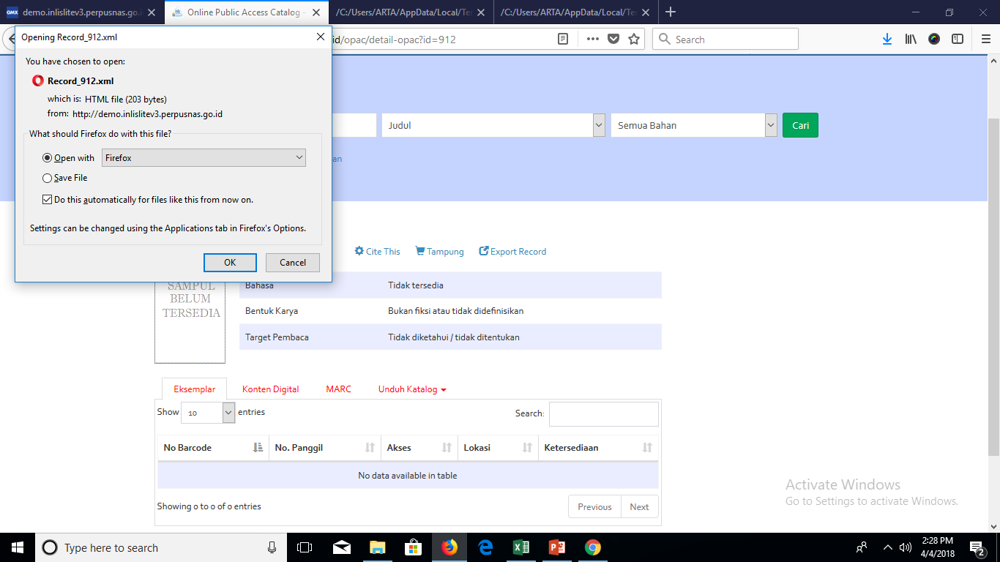 demo.inlislitev3.perpusnas.go.i
Online Public Access Catalog -
/C:/Users/ARTA/AppData/Local/Te
/C:/Users/ARTA/AppData/Local/Te
Opening Record_912.xml
id/opac/detail-opac?id=912
Search
You have chosen to open:
Record_912.xml
which is: HTML file (203 bytes)
from: http://demo.inlislitev3.perpusnas.go.id
What should Firefox do with this file?
Open with Firefox
Save File
Do this automatically for files like this from now on.
Settings can be changed using the Applications tab in Firefox's Options.
OK Cancel
Judul Semua Bahan Cari
an
Cite This Tampung Export Record
SAMPUL
BELUM
TERSEDIA
Bahasa Tidak tersedia
Bentuk Karya Bukan fiksi atau tidak didefinisikan
Target Pembaca Tidak diketahui / tidak ditentukan
Eksemplar Konten Digital MARC Unduh Katalog
Show 10 entries Search:
No Barcode No. Panggil Akses Lokasi Ketersediaan
No data available in table
Showing 0 to 0 of 0 entries
Previous Next
Activate Windows
Go to Settings to activate Windows.
Type here to search
2:28 PM
4/4/2018
2